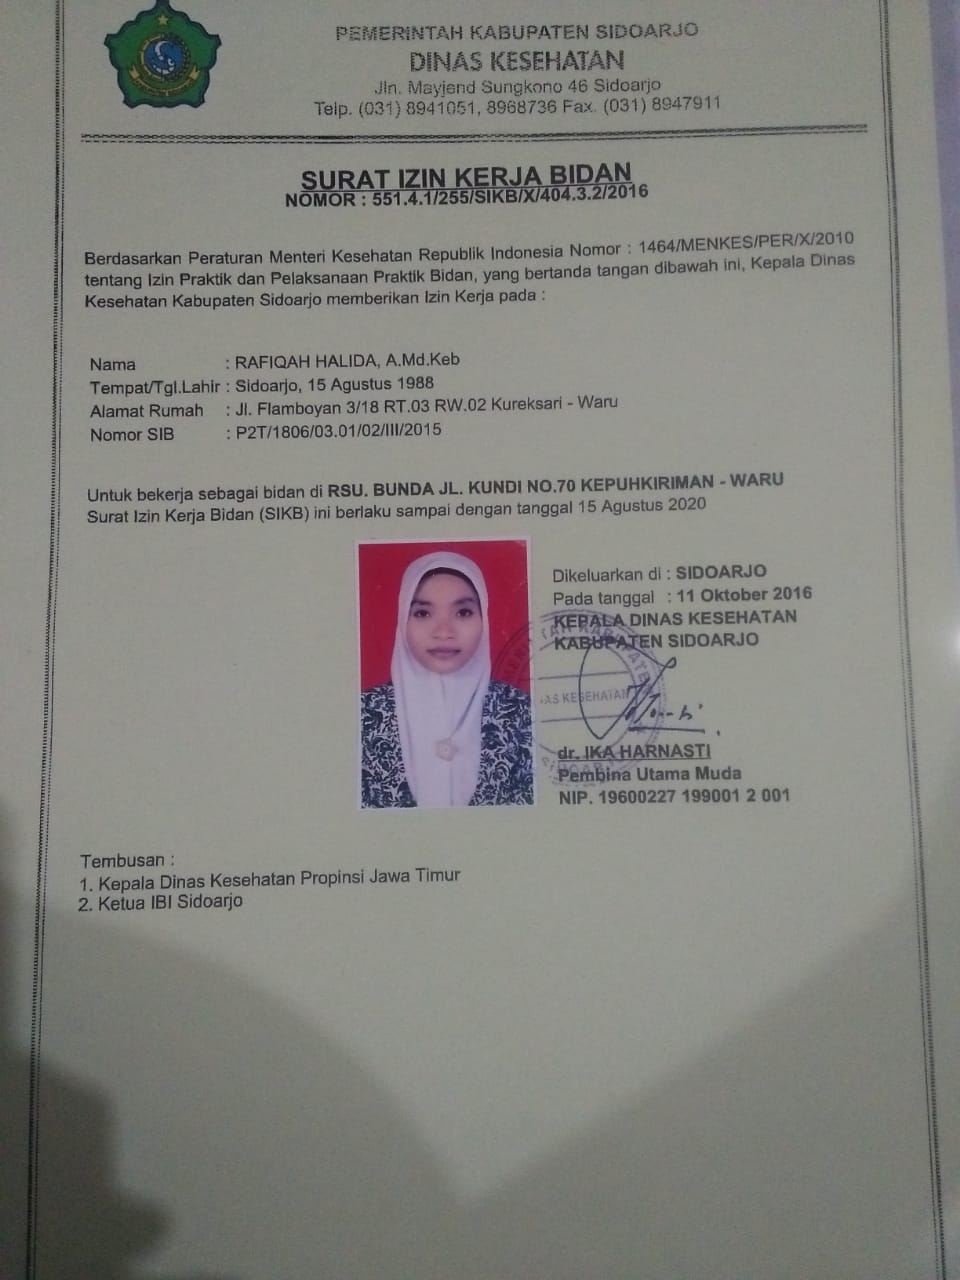 PEMERINTAH KABUPATEN SIDOARJO
DINAS KESEHATAN
Jln. Mayjend Sungkono 46 Sidoarjo
Telp. (031) 8941051, 8968736 Fax. (031) 8947911
SURAT IZIN KERJA BIDAN
NOMOR : 551.4.1/255/SIKB/X/404.3.2/2016
Berdasarkan Peraturan Menteri Kesehatan Republik Indonesia Nomor : 1464/MENKES/PER/X/2010
tentang Izin Praktik dan Pelaksanaan Praktik Bidan, yang bertanda tangan dibawah ini, Kepala Dinas
Kesehatan Kabupaten Sidoarjo memberikan Izin Kerja pada :
Nama : RAFIQAH HALIDA, A.Md.Keb
Tempat/Tgl.Lahir : Sidoarjo, 15 Agustus 1988
Alamat Rumah : Jl. Flamboyan 3/18 RT.03 RW.02 Kureksari - Waru
Nomor SIB : P2T/1806/03.01/02/III/2015
Untuk bekerja sebagai bidan di RSU. BUNDA JL. KUNDI NO.70 KEPUHKIRIMAN - WARU
Surat Izin Kerja Bidan (SIKB) ini berlaku sampai dengan tanggal 15 Agustus 2020
Dikeluarkan di : SIDOARJO
Pada tanggal : 11 Oktober 2016
KEPALA DINAS KESEHATAN
KABUPATEN SIDOARJO
KESEHATAN
dr. IKA HARNASTI
Pembina Utama Muda
NIP. 19600227 199001 2 001
Tembusan :
1. Kepala Dinas Kesehatan Propinsi Jawa Timur
2. Ketua IBI Sidoarjo